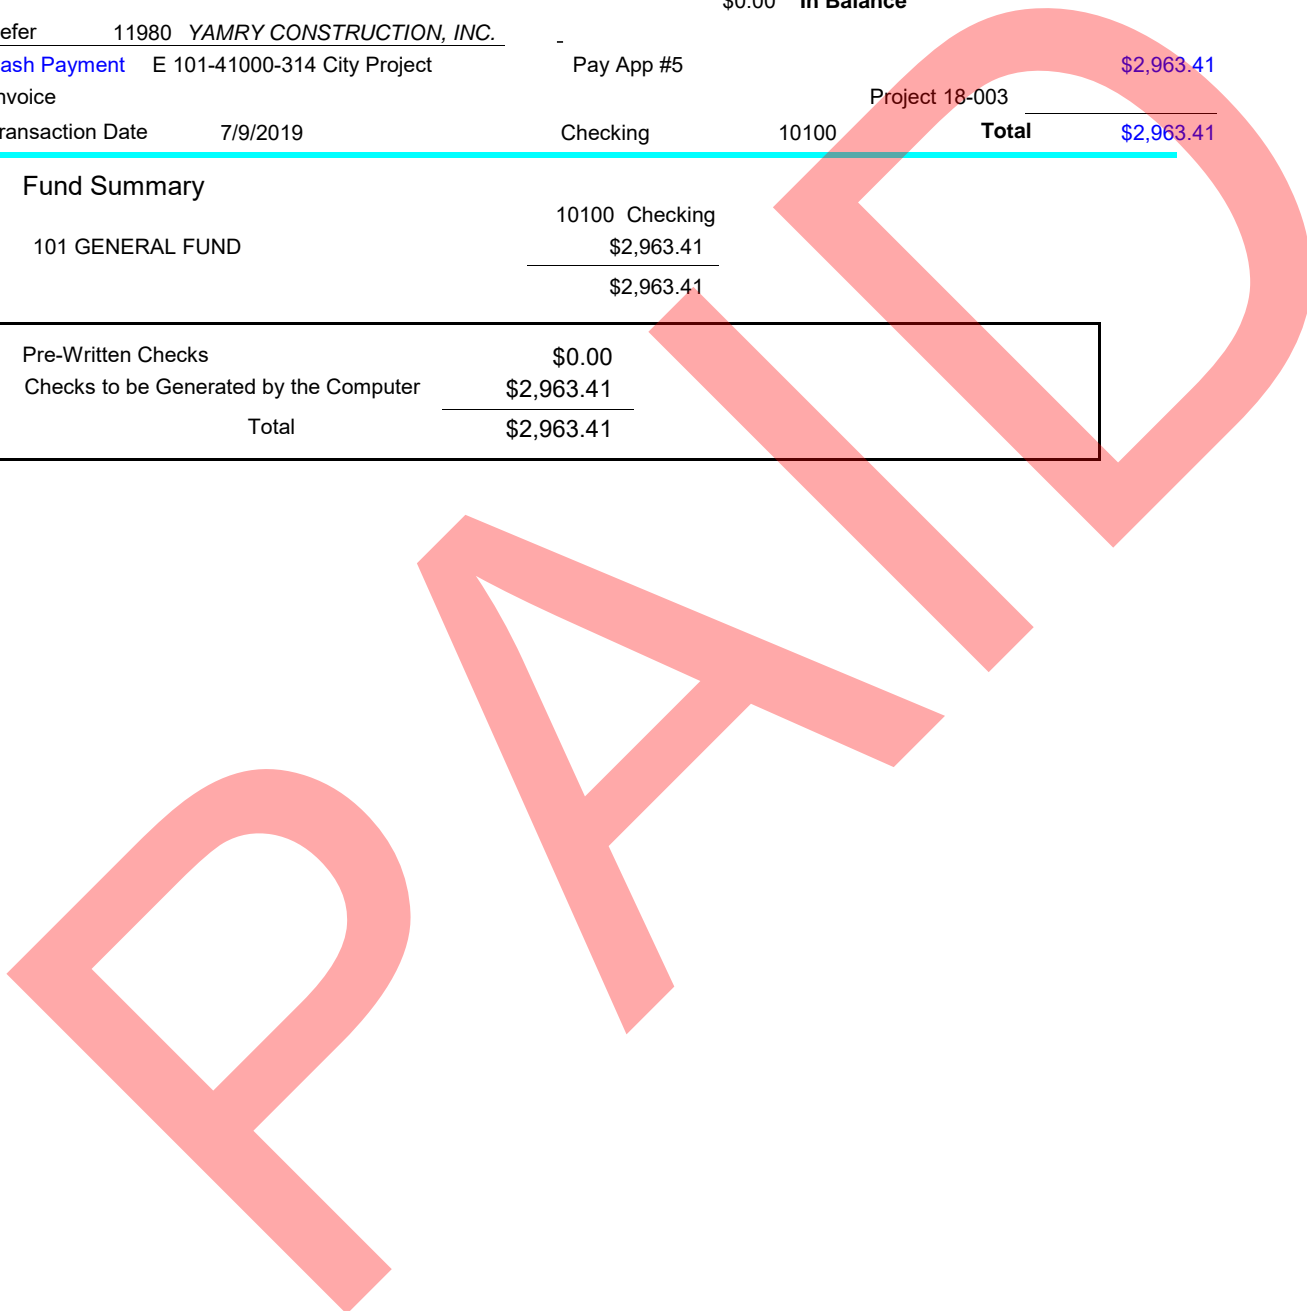 $0.00 In Balance
efer 11980 YAMRY CONSTRUCTION, INC. _
ash Payment E 101-41000-314 City Project Pay App #5 $2,963.41
nvoice Project 18-003
ransaction Date 7/9/2019 Checking 10100 Total $2,963.41
Fund Summary
10100 Checking
101 GENERAL FUND $2,963.41
$2,963.41
Pre-Written Checks $0.00
Checks to be Generated by the Computer $2,963.41
Total $2,963.41
PAID